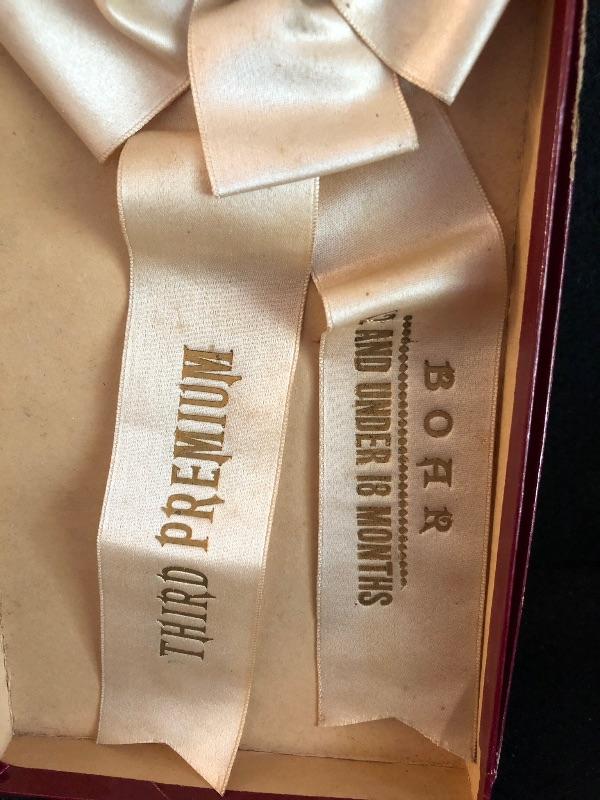 THIRD PREMIUM
BOAR
AND UNDER 18 MONTHS